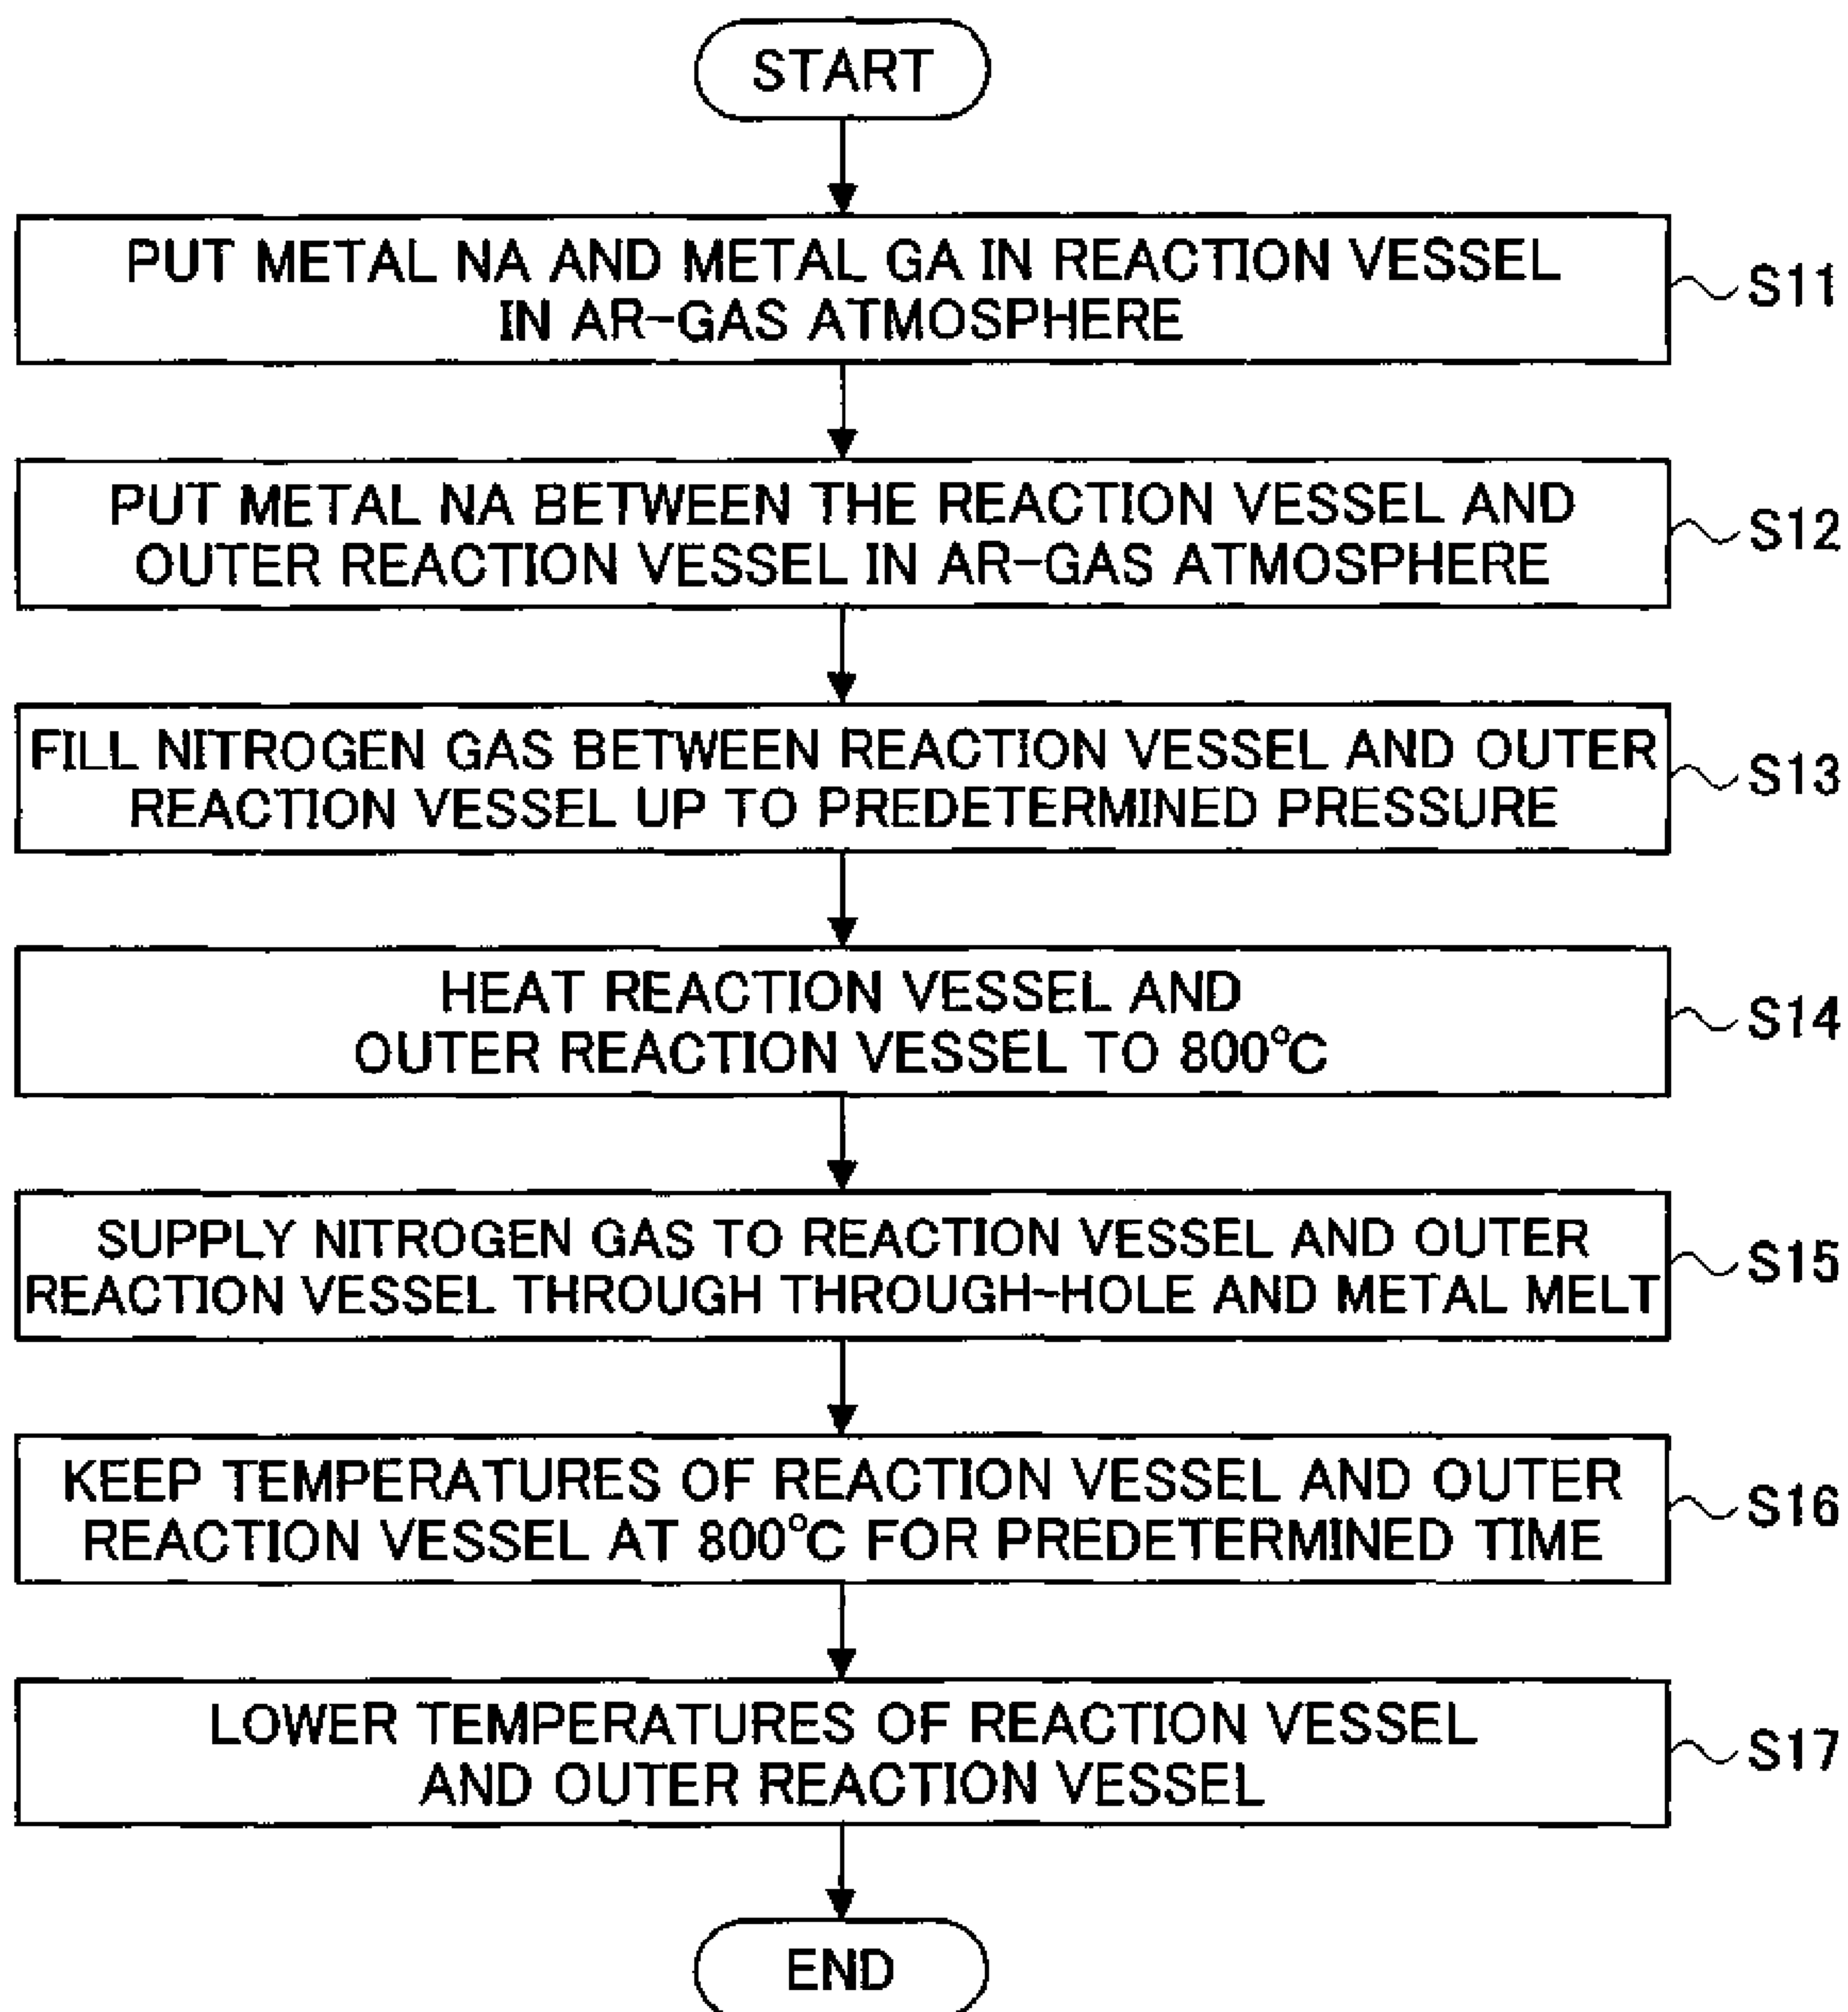 START
PUT METAL NA AND METAL GA IN REACTION VESSEL
IN AR-GAS ATMOSPHERE
S11
PUT METAL NA BETWEEN THE REACTION VESSEL AND
OUTER REACTION VESSEL IN AR-GAS ATMOSPHERE
S12
FILL NITROGEN GAS BETWEEN REACTION VESSEL AND OUTER
REACTION VESSEL UP TO PREDETERMINED PRESSURE
S13
HEAT REACTION VESSEL AND
OUTER REACTION VESSEL TO 800°C
S14
SUPPLY NITROGEN GAS TO REACTION VESSEL AND OUTER
REACTION VESSEL THROUGH THROUGH-HOLE AND METAL MELT
S15
KEEP TEMPERATURES OF REACTION VESSEL AND OUTER
REACTION VESSEL AT 800°C FOR PREDETERMINED TIME
S16
LOWER TEMPERATURES OF REACTION VESSEL
AND OUTER REACTION VESSEL
S17
END